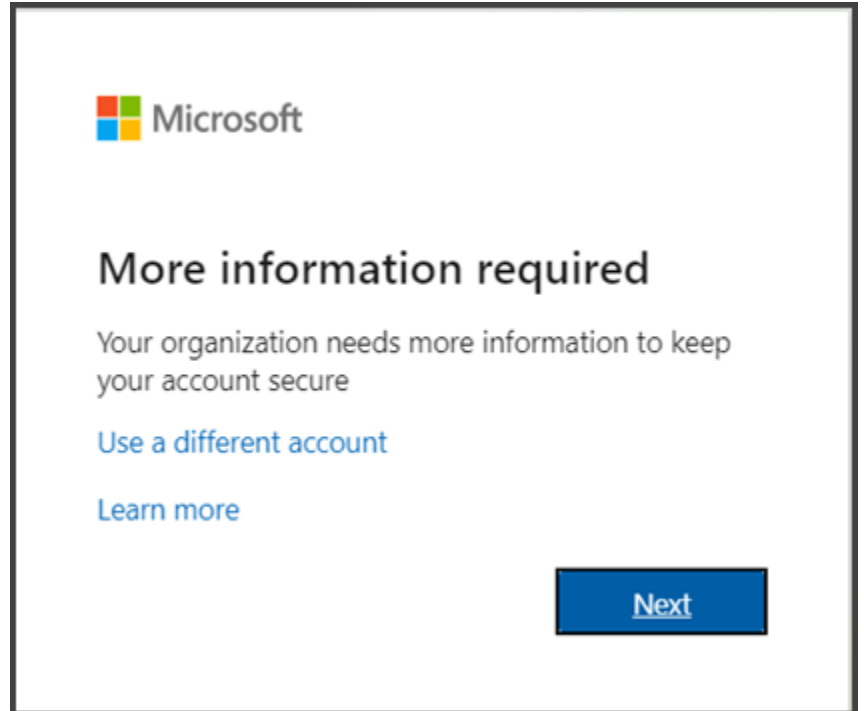 Microsoft
More information required
Your organization needs more information to keep
your account secure
Use a different account
Learn more
Next